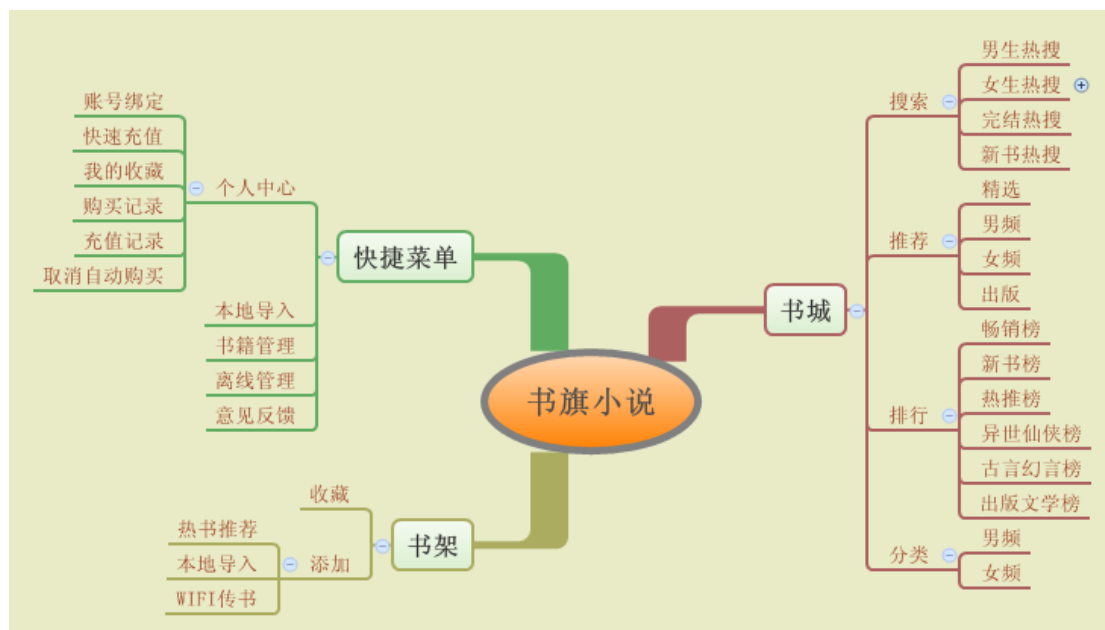 书旗小说
快捷菜单
个人中心
账号绑定
快速充值
我的收藏
购买记录
充值记录
取消自动购买
本地导入
书籍管理
离线管理
意见反馈
书架
收藏
添加
热书推荐
本地导入
WIFI传书
书城
搜索
男生热搜
女生热搜
完结热搜
新书热搜
推荐
精选
男频
女频
出版
排行
畅销榜
新书榜
热推榜
异世仙侠榜
古言幻言榜
出版文学榜
分类
男频
女频